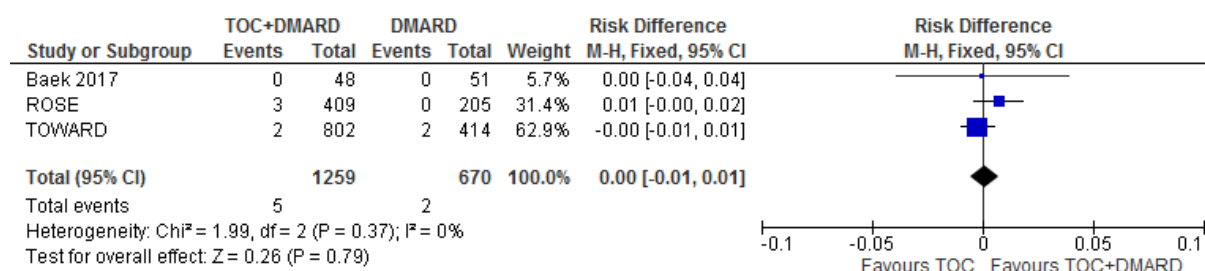 TOC+DMARD DMARD Risk Difference Risk Difference
Study or Subgroup Events Total Events Total Weight M-H, Fixed, 95% CI M-H, Fixed, 95% CI
Baek 2017 0 48 0 51 5.7% 0.00 [-0.04, 0.04]
ROSE 3 409 0 205 31.4% 0.01 [-0.00, 0.02]
TOWARD 2 802 2 414 62.9% -0.00 [-0.01, 0.01]
Total (95% CI) 1259 670 100.0% 0.00 [-0.01, 0.01]
Total events 5 2
Heterogeneity: Chi² = 1.99, df = 2 (P = 0.37); I² = 0%
Test for overall effect: Z = 0.26 (P = 0.79)
-0.1 -0.05 0 0.05 0.1
Favours TOC Favours TOC+DMARD